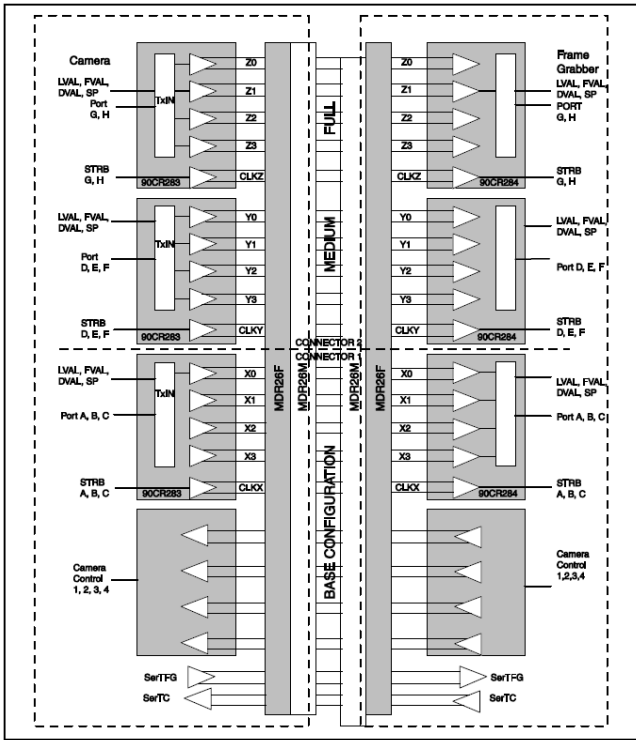 Camera
LVAL, FVAL,
DVAL, SP
Port
G, H
STRB
G, H
TxIN
90CR283
Z0
Z1
Z2
Z3
CLKZ
LVAL, FVAL,
DVAL, SP
Port
D, E, F
STRB
D, E, F
TxIN
90CR283
Y0
Y1
Y2
Y3
CLKY
LVAL, FVAL,
DVAL, SP
Port A, B, C
STRB
A, B, C
TxIN
90CR283
X0
X1
X2
X3
CLKX
Camera
Control
1, 2, 3, 4
SerTFG
SerTC
MDR26F
MDR26M
FULL
MEDIUM
CONNECTOR 2
CONNECTOR 1
BASE CONFIGURATION
MDR26M
MDR26F
Frame
Grabber
Z0
Z1
Z2
Z3
CLKZ
90CR284
LVAL, FVAL,
DVAL, SP
PORT
G, H
STRB
G, H
Y0
Y1
Y2
Y3
CLKY
90CR284
LVAL, FVAL,
DVAL, SP
Port D, E, F
STRB
D, E, F
X0
X1
X2
X3
CLKX
90CR284
LVAL, FVAL,
DVAL, SP
Port A, B, C
STRB
A, B, C
Camera
Control
1,2,3,4
SerTFG
SerTC